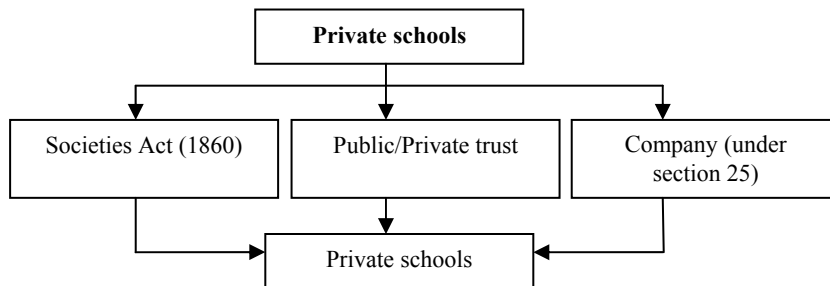 Private schools
Societies Act (1860)
Public/Private trust
Company (under
section 25)
Private schools